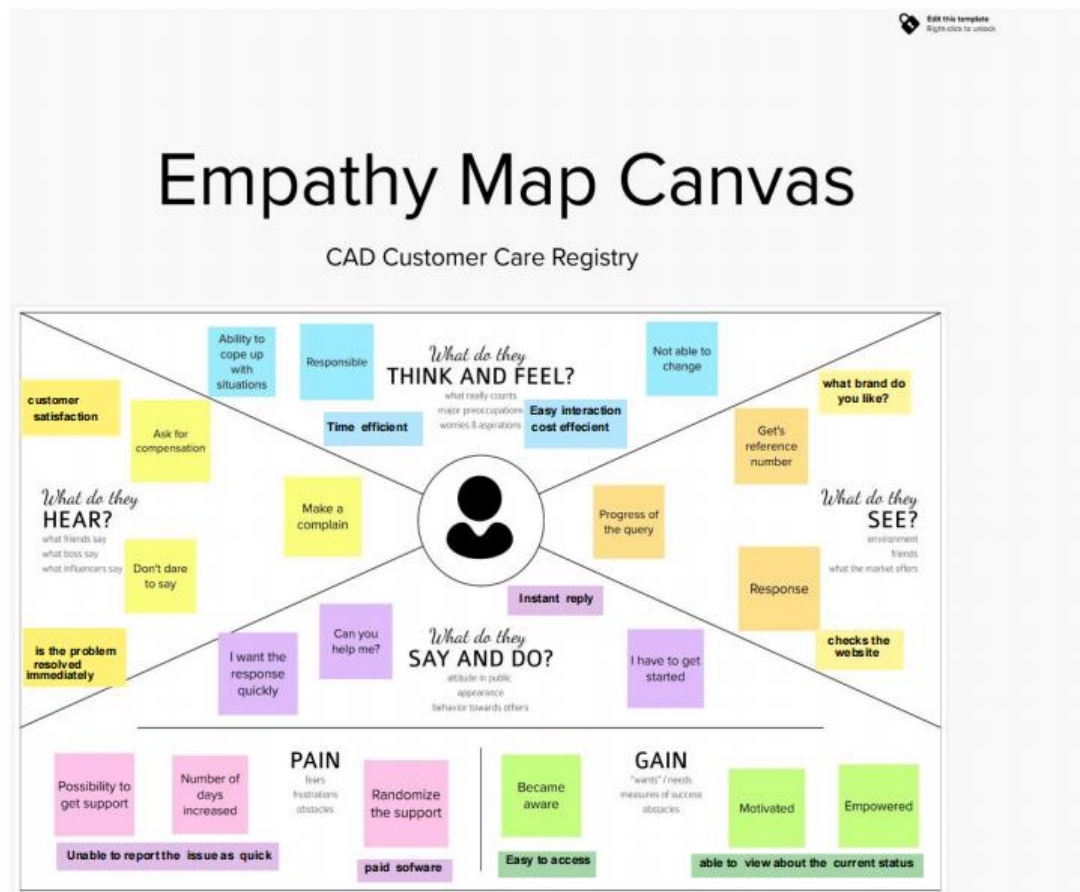 Edit this template
Right-click to unlock
Empathy Map Canvas
CAD Customer Care Registry
Ability to
cope up
with
situations
Responsible
What do they
THINK AND FEEL?
what really counts
major preoccupations
worries & aspirations
Not able to
change
Time efficient
Easy interaction
cost effecient
customer
satisfaction
Ask for
compensation
What do they
HEAR?
what friends say
what boss say
what influencers say
Make a
complain
Don't dare
to say
is the problem
resolved
immediately
what brand do
you like?
Get's
reference
number
Progress of
the query
What do they
SEE?
environment
friends
what the market offers
Response
checks the
website
Instant reply
Can you
help me?
I want the
response
quickly
What do they
SAY AND DO?
attitude in public
appearance
behavior towards others
I have to get
started
PAIN
fears
frustrations
obstacles
Possibility to
get support
Number of
days
increased
Randomize
the support
Unable to report the issue as quick
paid sofware
GAIN
"wants" / needs
measures of success
obstacles
Became
aware
Motivated
Empowered
Easy to access
able to view about the current status